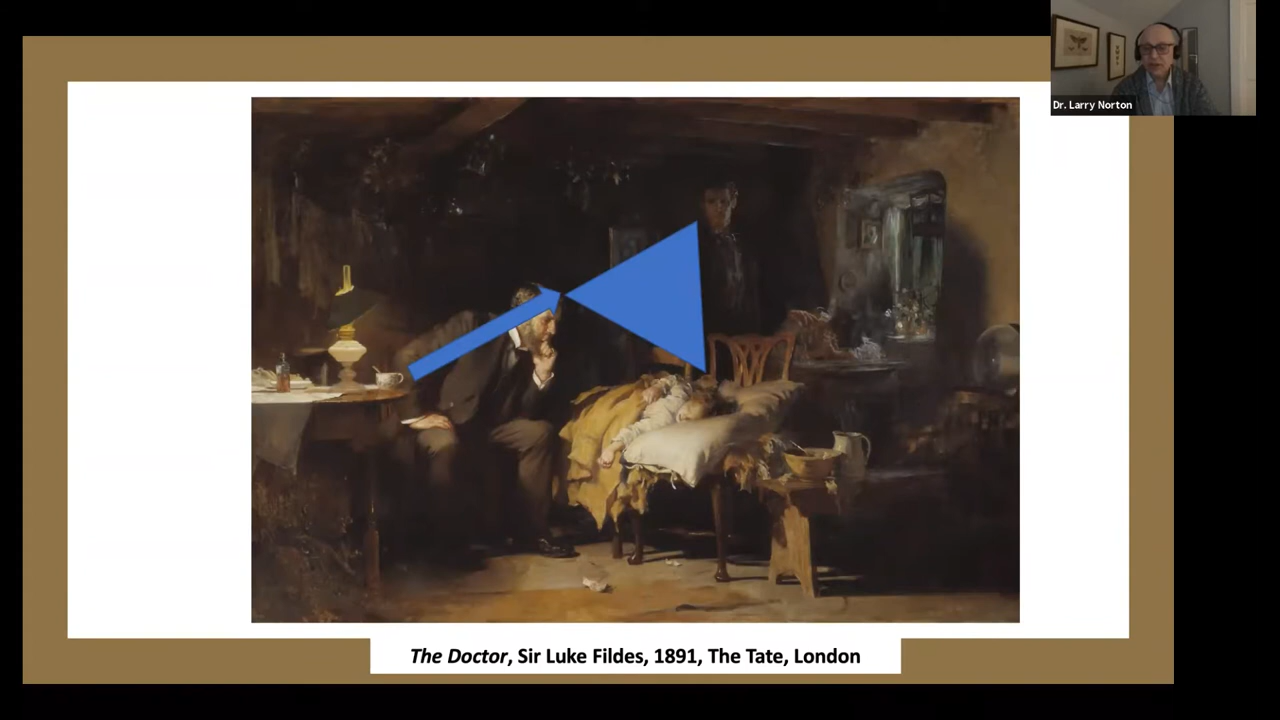 Dr. Larry Norton
The Doctor, Sir Luke Fildes, 1891, The Tate, London